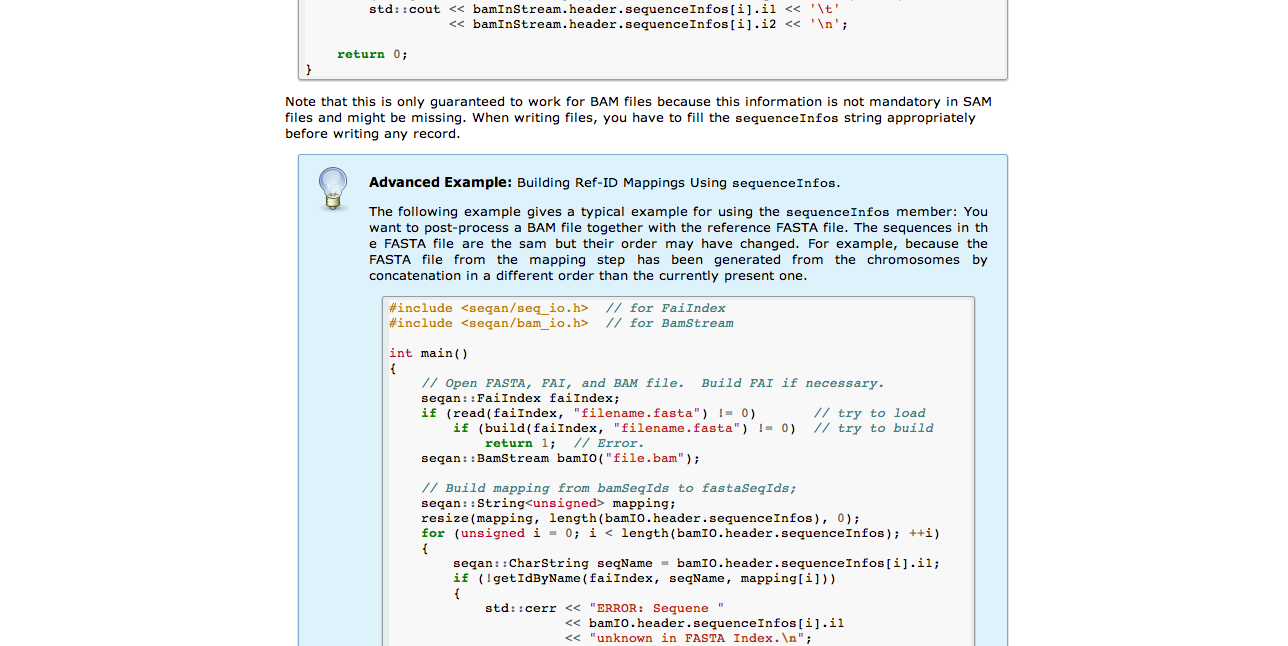 std::cout << bamInStream.header.sequenceInfos[i].i1 << '\t'
<< bamInStream.header.sequenceInfos[i].i2 << '\n';
return 0;
}
Note that this is only guaranteed to work for BAM files because this information is not mandatory in SAM
files and might be missing. When writing files, you have to fill the sequenceInfos string appropriately
before writing any record.
Advanced Example: Building Ref-ID Mappings Using sequenceInfos.
The following example gives a typical example for using the sequenceInfos member: You
want to post-process a BAM file together with the reference FASTA file. The sequences in th
e FASTA file are the sam but their order may have changed. For example, because the
FASTA file from the mapping step has been generated from the chromosomes by
concatenation in a different order than the currently present one.
#include <seqan/seq_io.h>  // for FaiIndex
#include <seqan/bam_io.h>  // for BamStream
int main()
{
// Open FASTA, FAI, and BAM file.  Build FAI if necessary.
seqan::FaiIndex faiIndex;
if (read(faiIndex, "filename.fasta") != 0)       // try to load
if (build(faiIndex, "filename.fasta") != 0)  // try to build
return 1;  // Error.
seqan::BamStream bamIO("file.bam");
// Build mapping from bamSeqIds to fastaSeqIds;
seqan::String<unsigned> mapping;
resize(mapping, length(bamIO.header.sequenceInfos), 0);
for (unsigned i = 0; i < length(bamIO.header.sequenceInfos); ++i)
{
seqan::CharString seqName = bamIO.header.sequenceInfos[i].i1;
if (!getIdByName(faiIndex, seqName, mapping[i]))
{
std::cerr << "ERROR: Sequene "
<< bamIO.header.sequenceInfos[i].i1
<< "unknown in FASTA Index.\n";